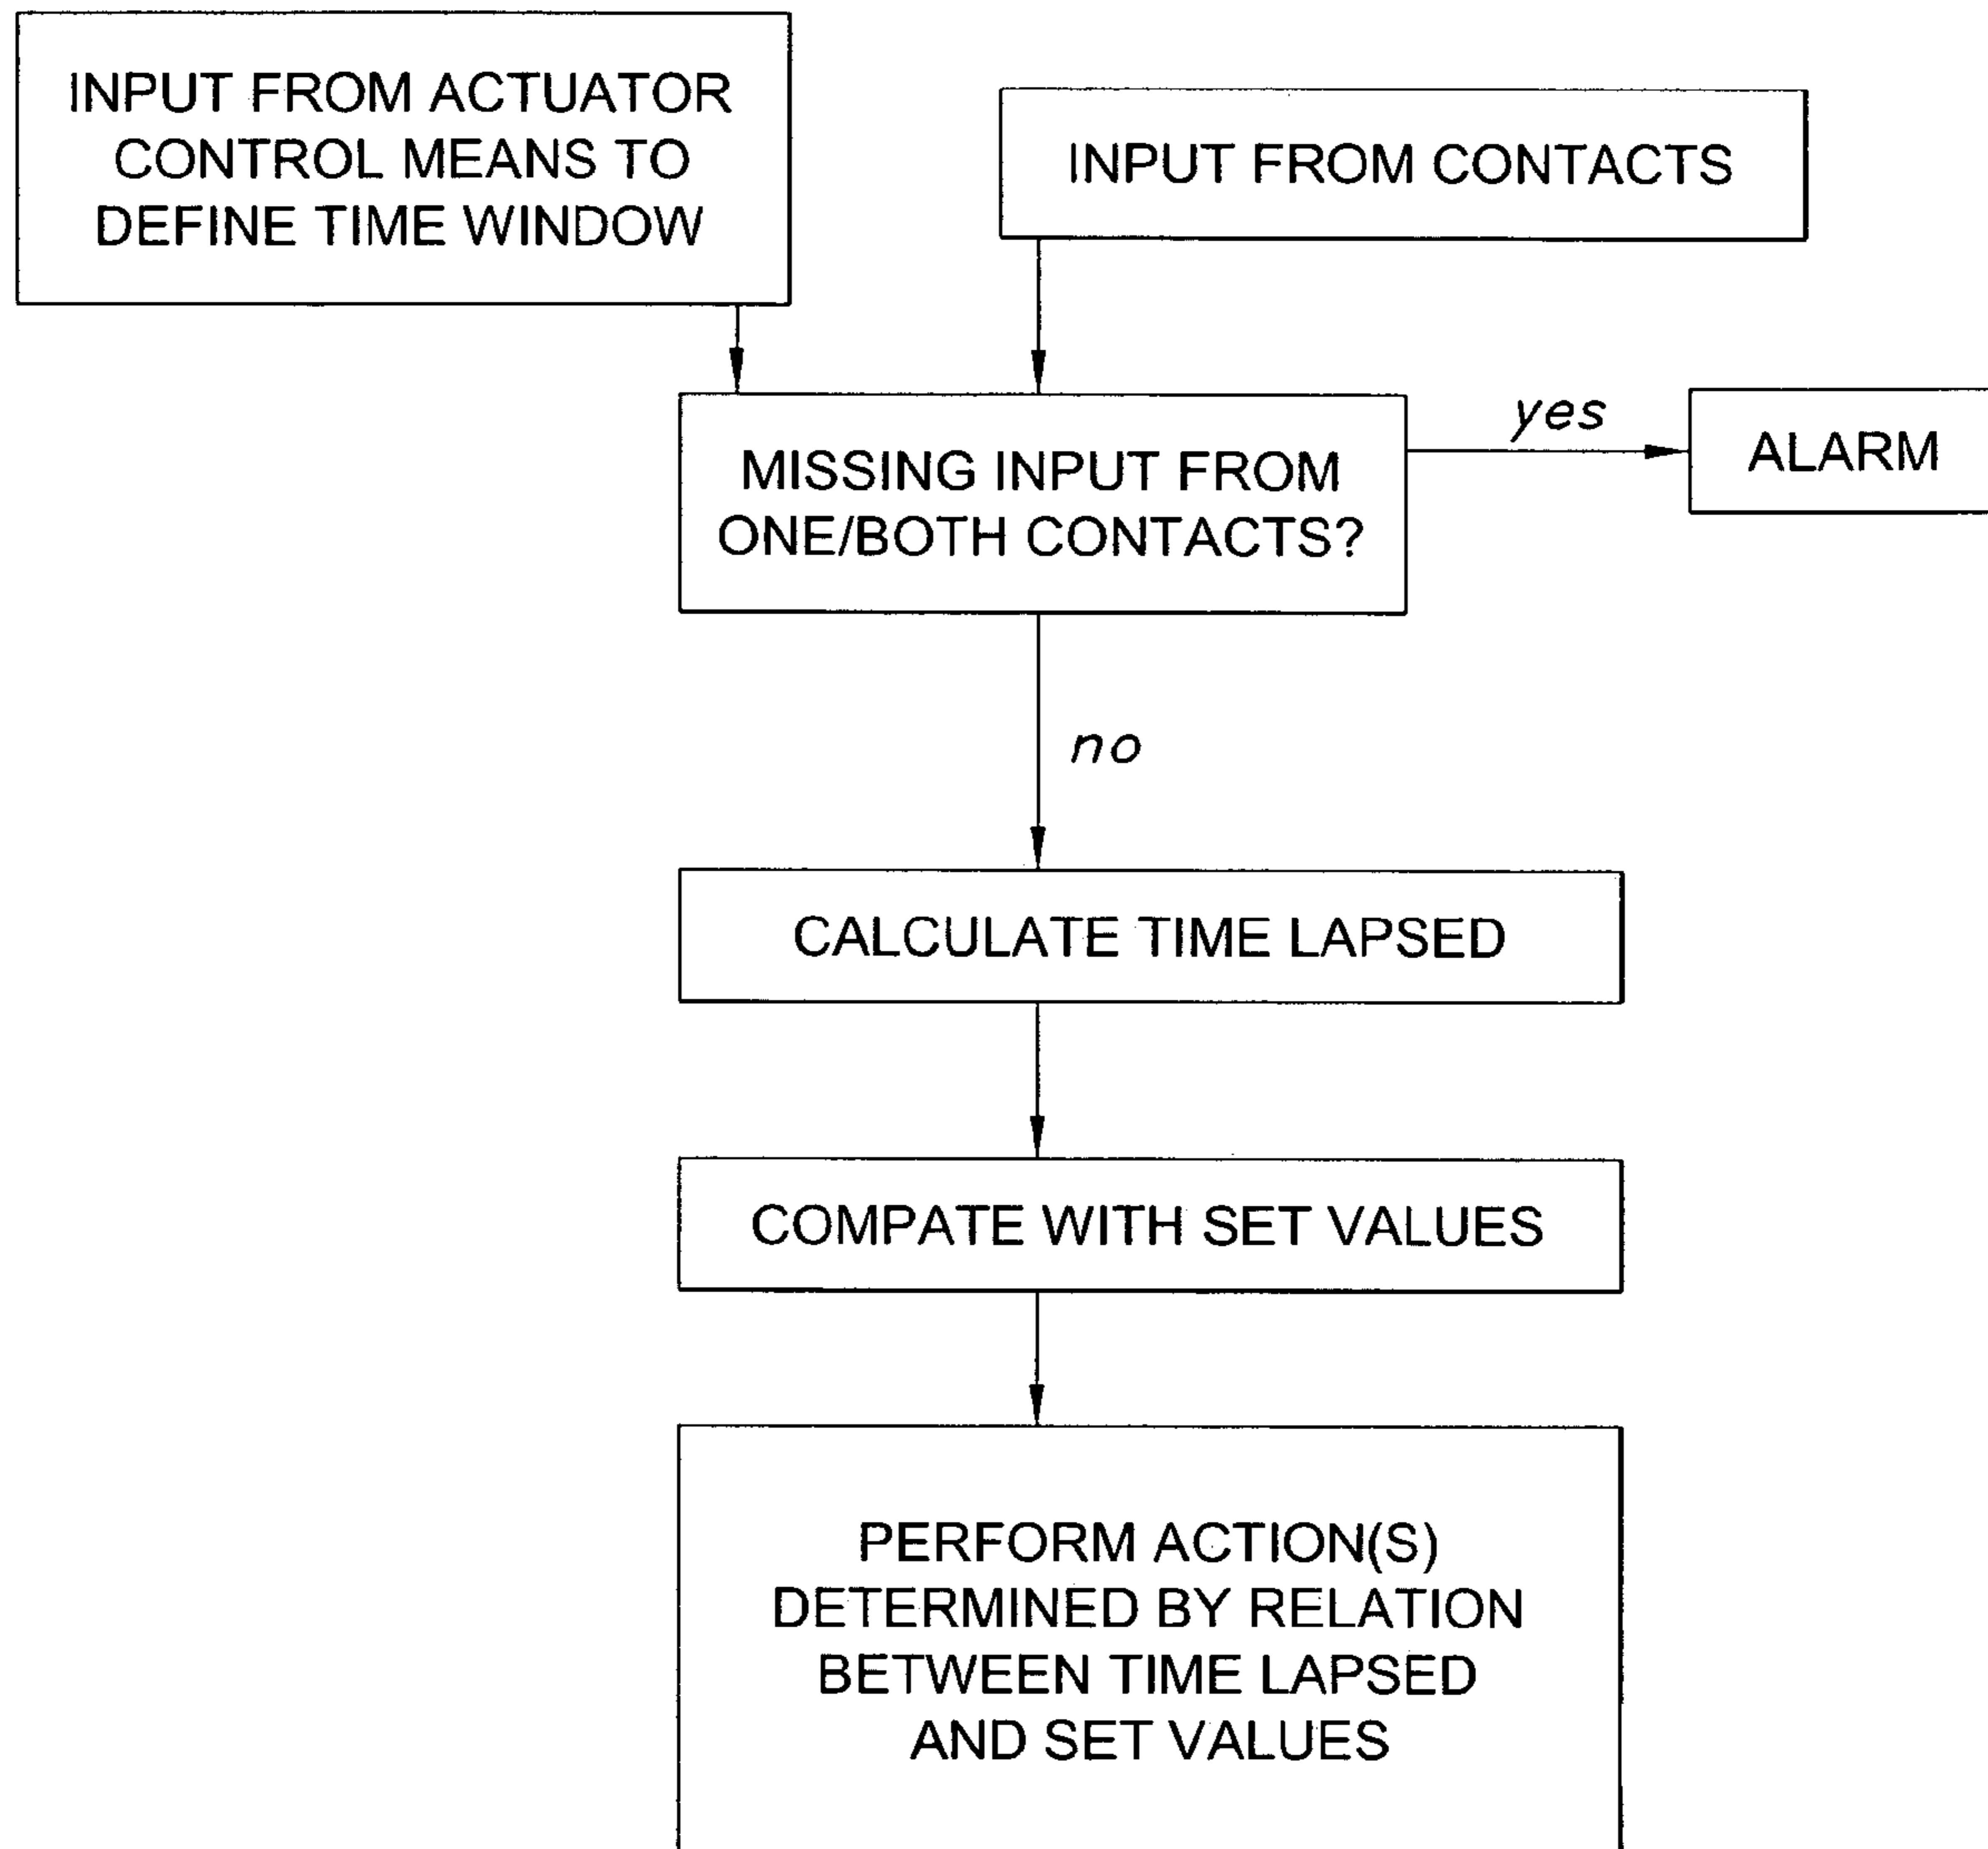 INPUT FROM ACTUATOR
CONTROL MEANS TO
DEFINE TIME WINDOW
INPUT FROM CONTACTS
MISSING INPUT FROM
ONE/BOTH CONTACTS?
yes
ALARM
no
CALCULATE TIME LAPSED
COMPATE WITH SET VALUES
PERFORM ACTION(S)
DETERMINED BY RELATION
BETWEEN TIME LAPSED
AND SET VALUES